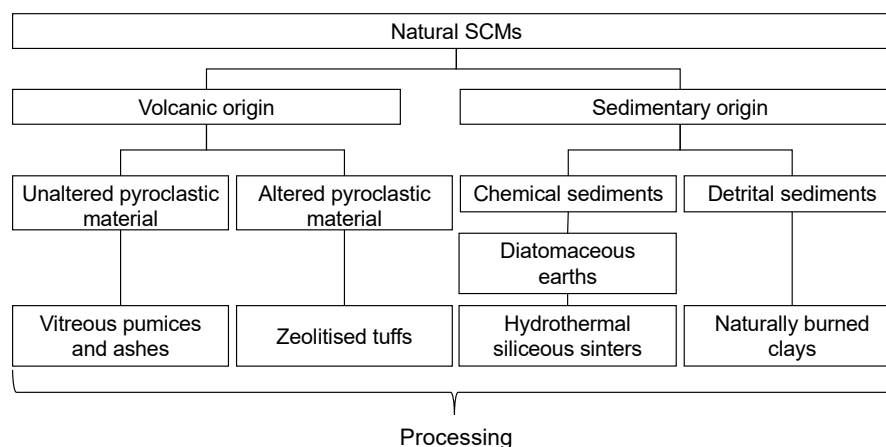 Natural SCMs
Volcanic origin
Sedimentary origin
Unaltered pyroclastic
material
Altered pyroclastic
material
Chemical sediments
Detrital sediments
Diatomaceous
earths
Vitreous pumices
and ashes
Zeolitised tuffs
Hydrothermal
siliceous sinters
Naturally burned
clays
Processing